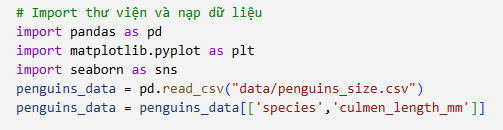 # Import thư viện và nạp dữ liệu
import pandas as pd
import matplotlib.pyplot as plt
import seaborn as sns
penguins_data = pd.read_csv("data/penguins_size.csv")
penguins_data = penguins_data[['species','culmen_length_mm']]